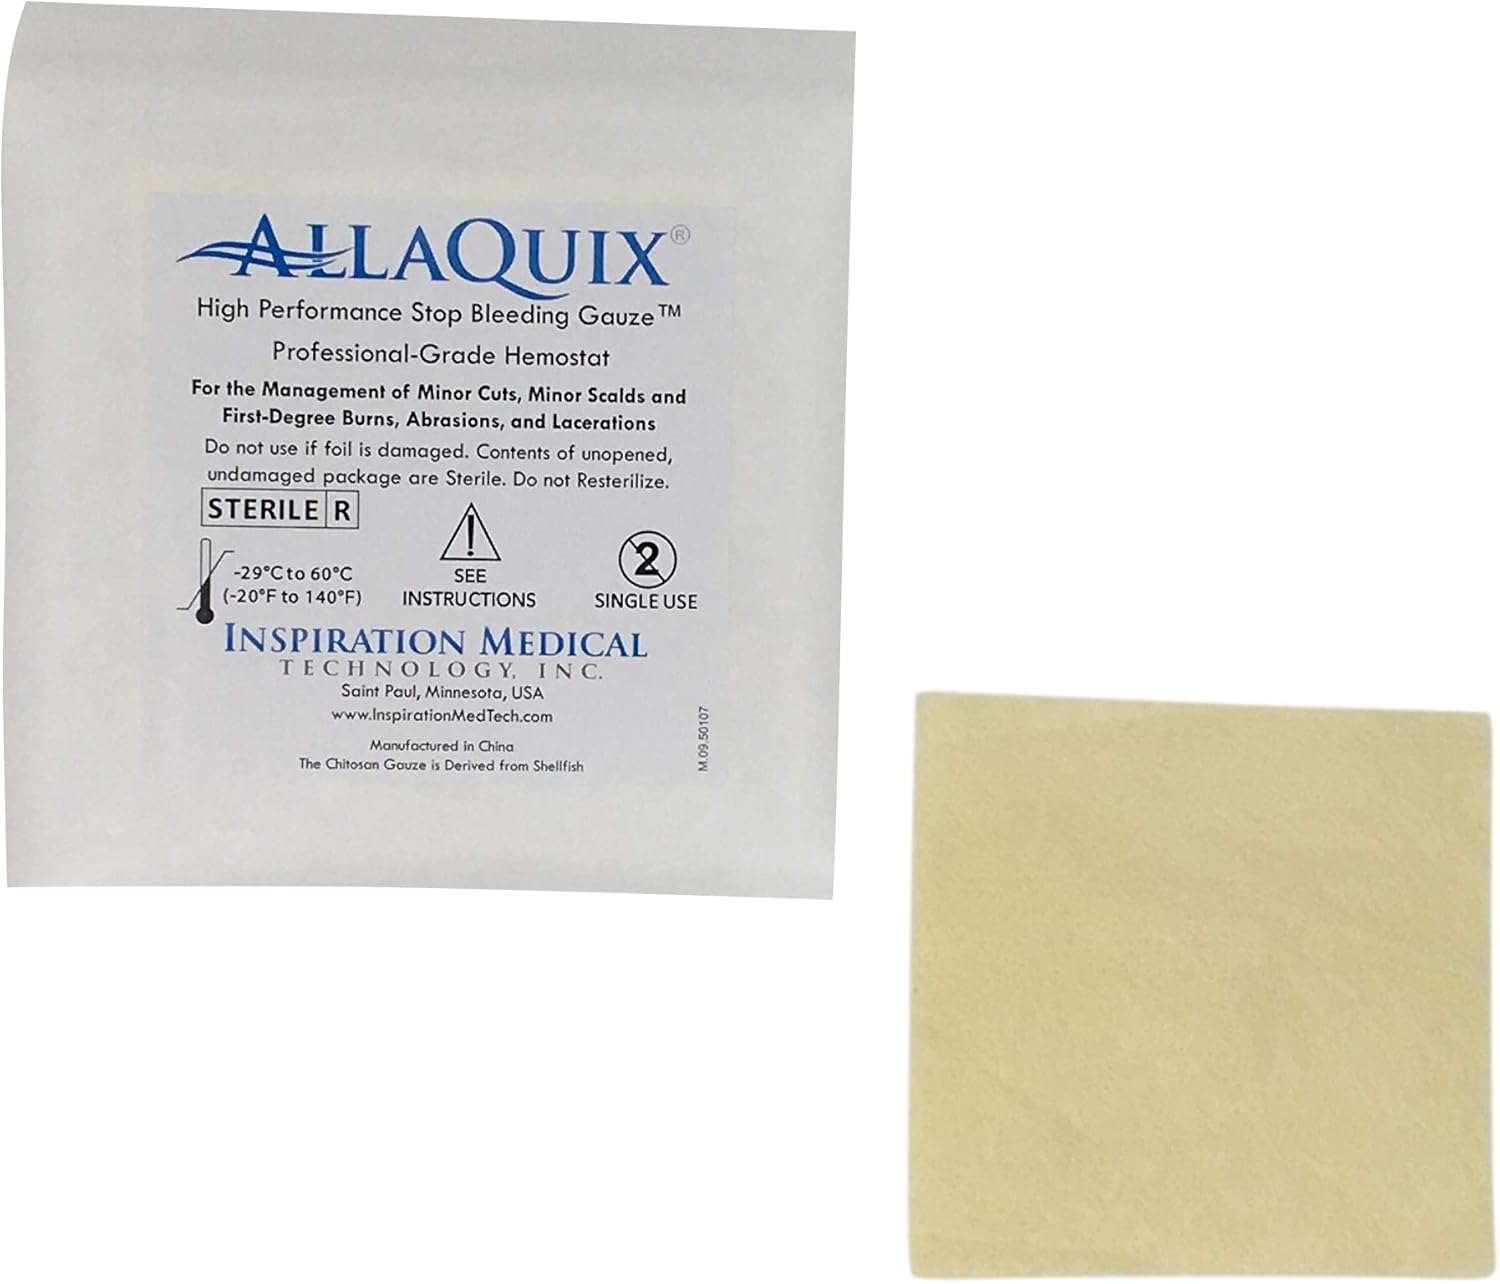 ALLAQUIX®
High Performance Stop Bleeding Gauze™
Professional-Grade Hemostat
For the Management of Minor Cuts, Minor Scalds and
First-Degree Burns, Abrasions, and Lacerations
Do not use if foil is damaged. Contents of unopened,
undamaged package are Sterile. Do not Resterilize.
STERILE R
-29°C to 60°C
(-20°F to 140°F)
!
SEE
INSTRUCTIONS
2
SINGLE USE
INSPIRATION MEDICAL
TECHNOLOGY, INC.
Saint Paul, Minnesota, USA
www.InspirationMedTech.com
Manufactured in China
The Chitosan Gauze is Derived from Shellfish
M.09.50107